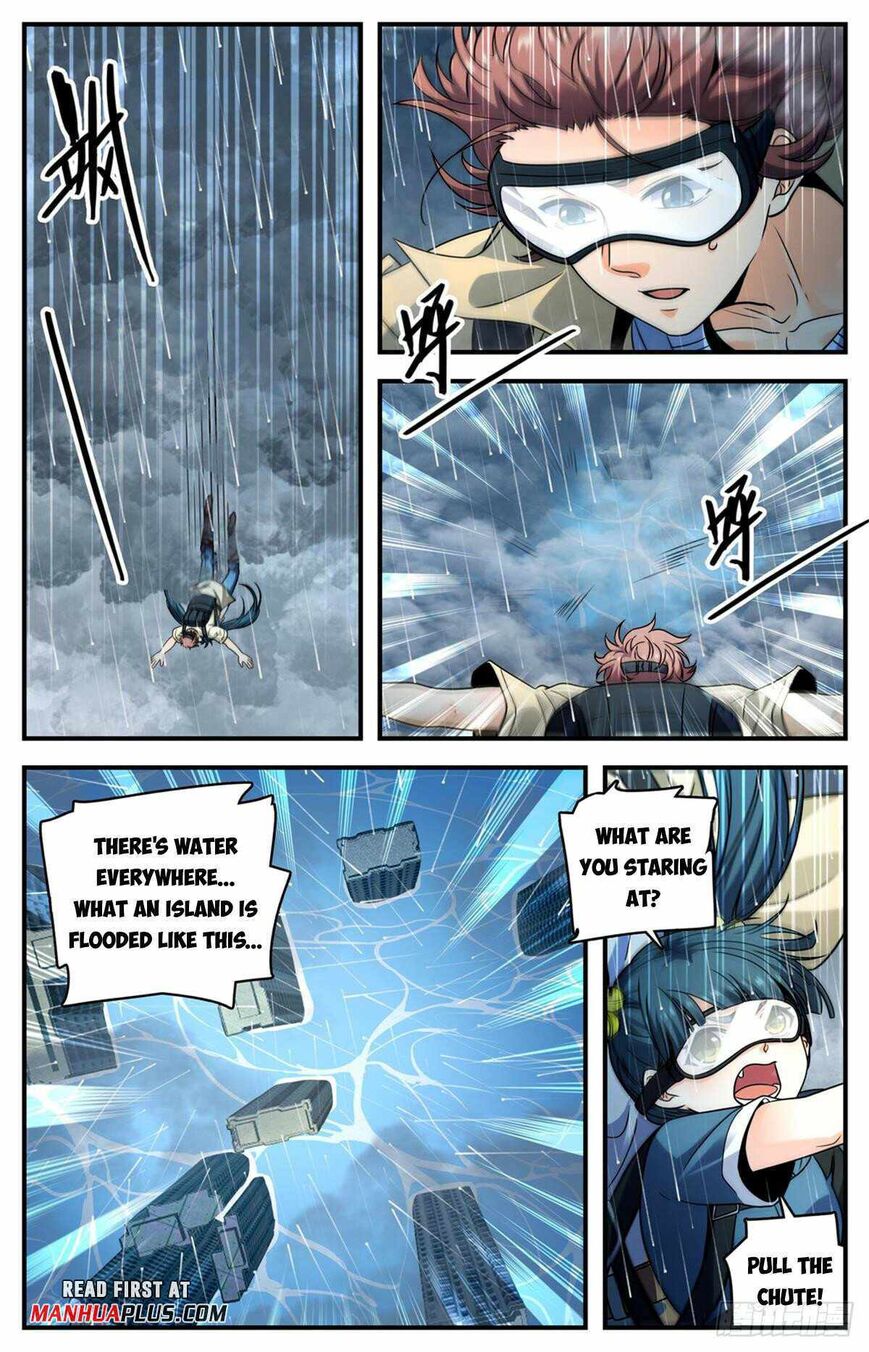 呼
呼
THERE'S WATER
EVERYWHERE...
WHAT AN ISLAND IS
FLOODED LIKE THIS...
WHAT ARE
YOU STARING
AT?
PULL THE
CHUTE!
READ FIRST AT
MANHUAPLUS.COM